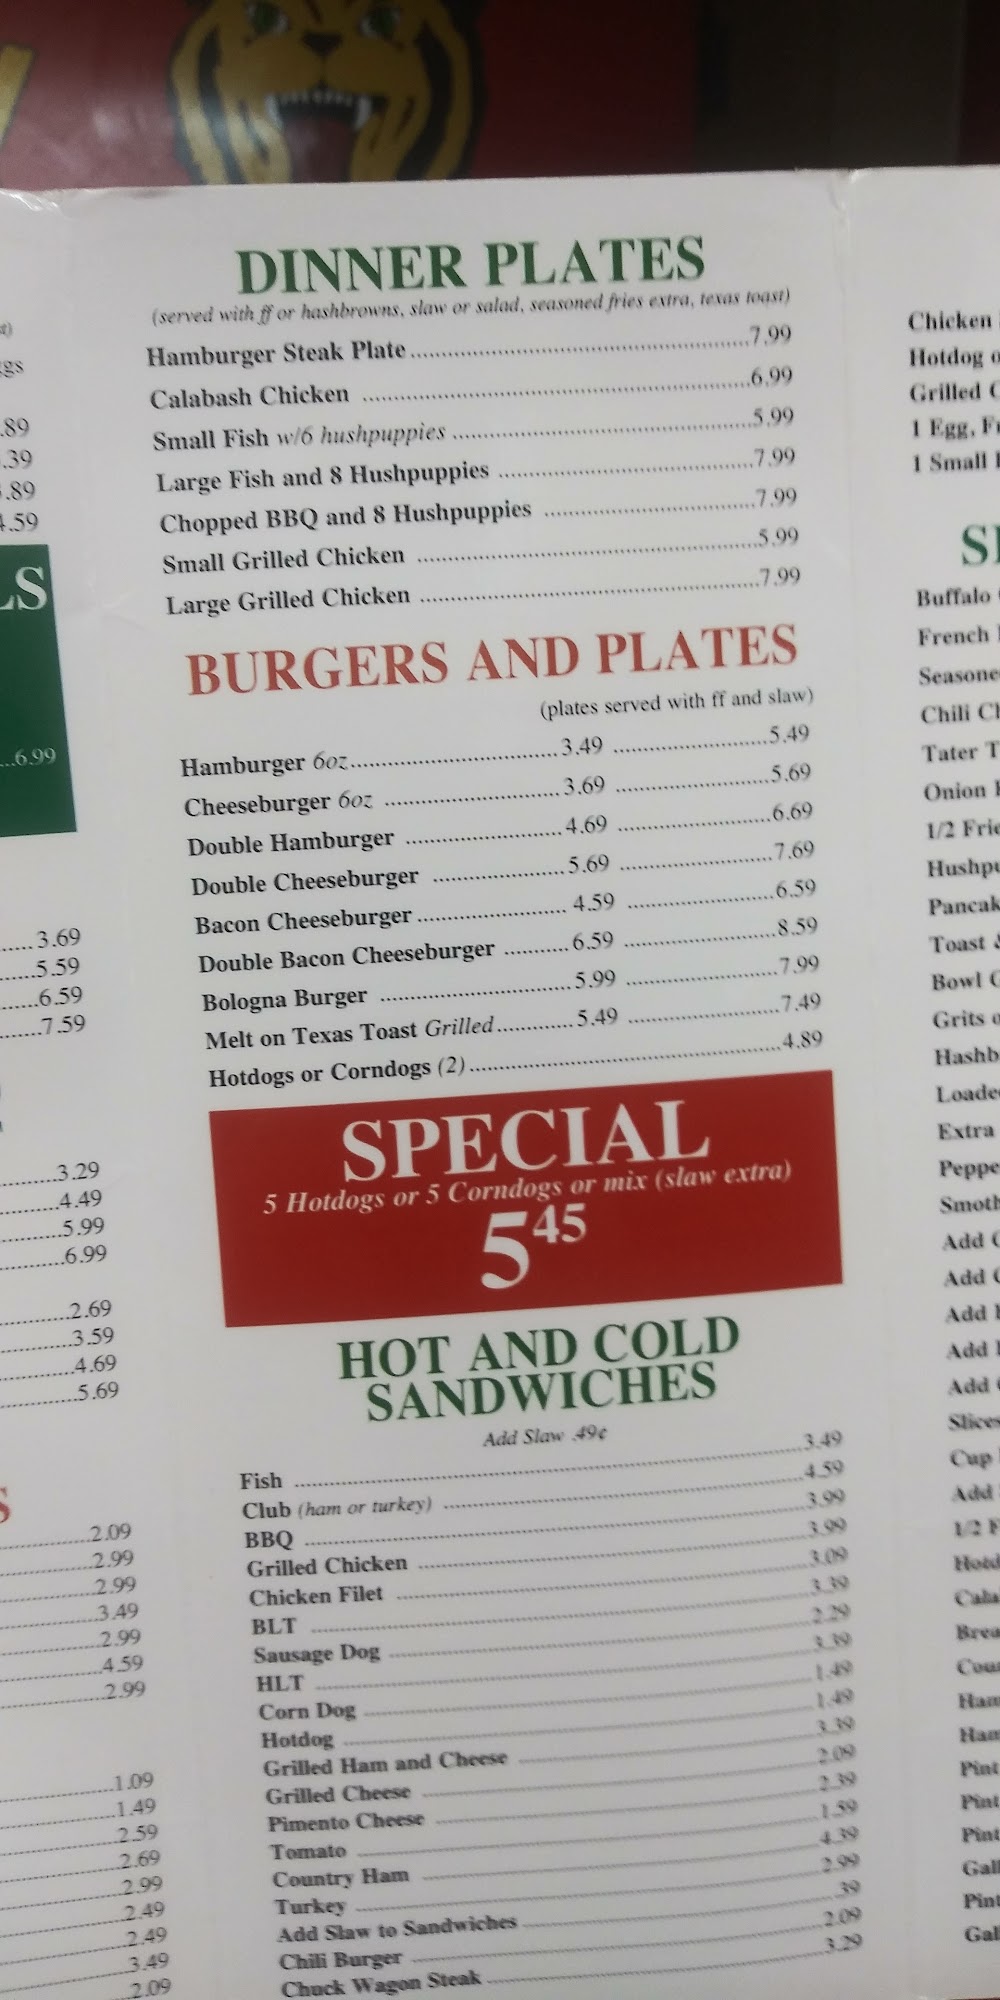 DINNER PLATES
(served with ff or hashbrowns, slaw or salad, seasoned fries extra, texas toast)
Hamburger Steak Plate 7.99
Calabash Chicken 6.99
Small Fish w/6 hushpuppies 5.99
Large Fish and 8 Hushpuppies 7.99
Chopped BBQ and 8 Hushpuppies 7.99
Small Grilled Chicken 5.99
Large Grilled Chicken 7.99
BURGERS AND PLATES
(plates served with ff and slaw)
Hamburger 6oz 3.49 5.49
Cheeseburger 6oz 3.69 5.69
Double Hamburger 4.69 6.69
Double Cheeseburger 5.69 7.69
Bacon Cheeseburger 4.59 6.59
Double Bacon Cheeseburger 6.59 8.59
Bologna Burger 5.99 7.99
Melt on Texas Toast Grilled 5.49 7.49
Hotdogs or Corndogs (2) 4.89
SPECIAL
5 Hotdogs or 5 Corndogs or mix (slaw extra)
5 45
HOT AND COLD
SANDWICHES
Add Slaw .49¢
Fish 3.49
Club (ham or turkey) 4.59
BBQ 3.99
Grilled Chicken 3.99
Chicken Filet 3.09
BLT 3.39
Sausage Dog 2.29
HLT 3.39
Corn Dog 1.49
Hotdog 1.49
Grilled Ham and Cheese 3.39
Grilled Cheese 2.09
Pimento Cheese 2.39
Tomato 1.59
Country Ham 4.39
Turkey 2.99
Add Slaw to Sandwiches .39
Chili Burger 2.09
Chuck Wagon Steak 3.29
.89
.39
.89
4.59
LS
6.99
3.69
5.59
6.59
7.59
3.29
4.49
5.99
6.99
2.69
3.59
4.69
5.69
S
2.09
2.99
2.99
3.49
2.99
4.59
2.99
1.09
1.49
2.59
2.69
2.99
2.49
2.49
3.49
2.09
Chicken
Hotdog
Grilled
1 Egg,
1 Small
Buffalo
French
Chili
Tater
Onion
1/2
Toast
Bowl
Grits
Extra
Add
Add
Add
Add
Add
Slices
Cup
Add
1/2
Pint
Pint
Pint
Pint